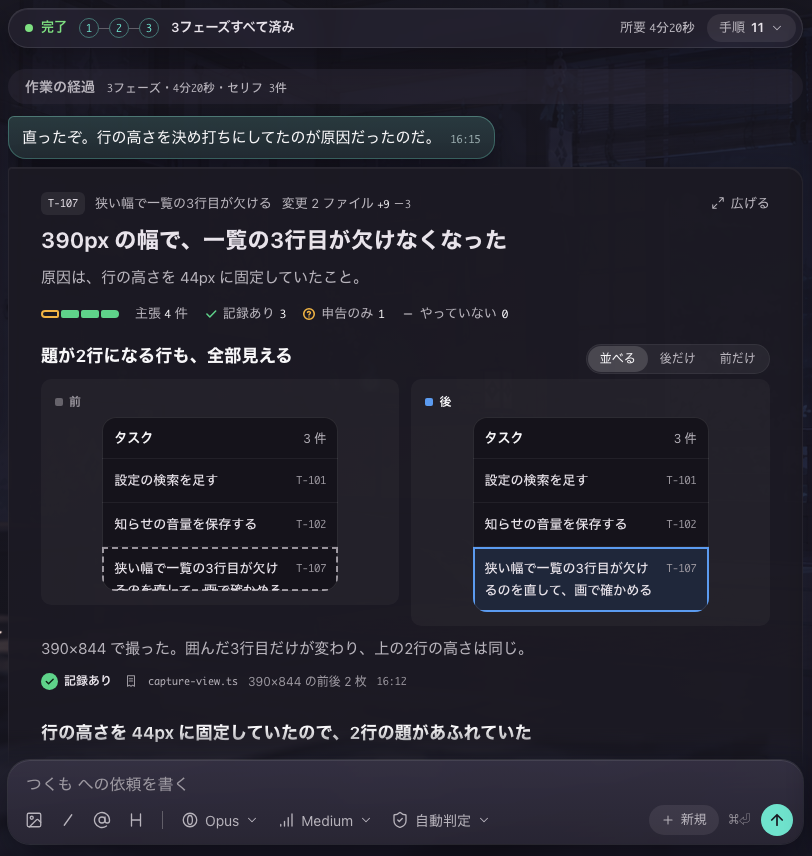 完了 1 2 3 3フェーズすべて済み 所要 4分20秒 手順 11
作業の経過 3フェーズ・4分20秒・セリフ 3件
直ったぞ。行の高さを決め打ちにしてたのが原因だったのだ。 16:15
T-107 狭い幅で一覧の3行目が欠ける 変更 2 ファイル +9 −3 広げる
390px の幅で、一覧の3行目が欠けなくなった
原因は、行の高さを 44px に固定していたこと。
主張 4 件 記録あり 3 申告のみ 1 やっていない 0
題が2行になる行も、全部見える 並べる 後だけ 前だけ
前
タスク 3 件
設定の検索を足す T-101
知らせの音量を保存する T-102
狭い幅で一覧の3行目が欠け T-107
るのを直して、画で確かめる
後
タスク 3 件
設定の検索を足す T-101
知らせの音量を保存する T-102
狭い幅で一覧の3行目が欠け T-107
るのを直して、画で確かめる
390×844 で撮った。囲んだ3行目だけが変わり、上の2行の高さは同じ。
記録あり capture-view.ts 390×844 の前後 2 枚 16:12
行の高さを 44px に固定していたので、2行の題があふれていた
つくも への依頼を書く
/ @ H Opus Medium 自動判定 + 新規 ⌘⏎